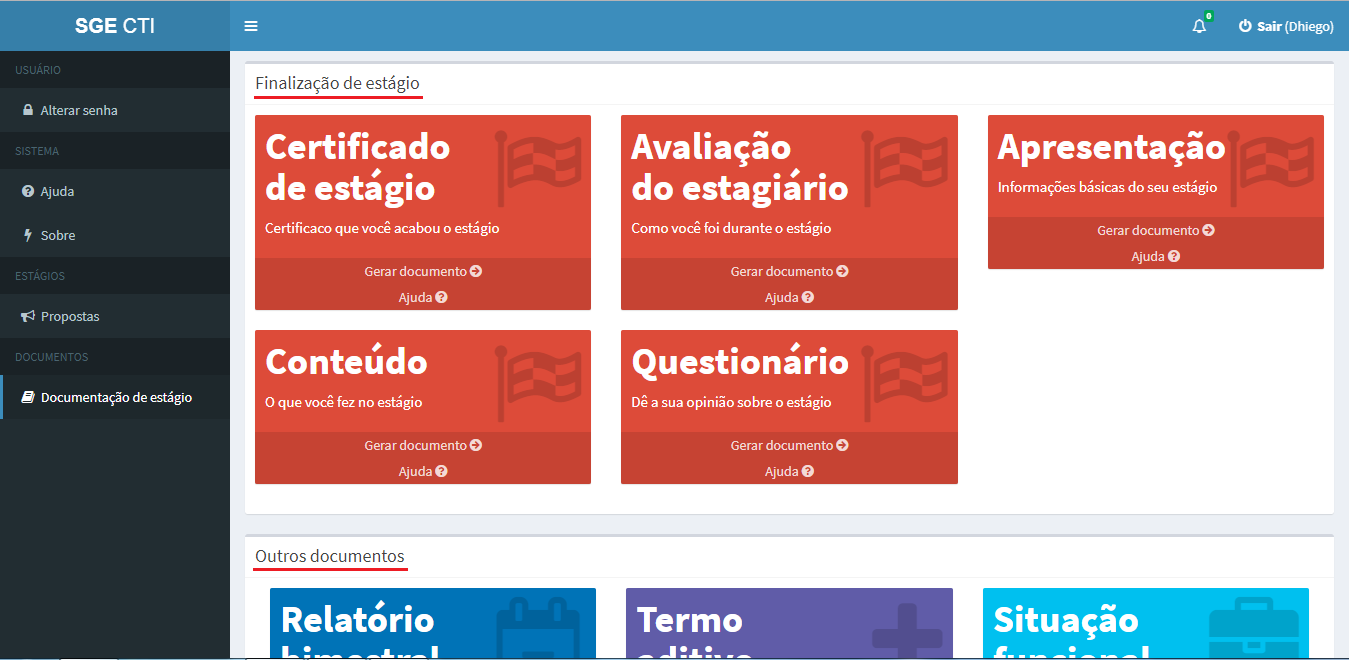 SGE CTI
0
Sair (Dhiego)
USUÁRIO
Alterar senha
SISTEMA
Ajuda
Sobre
ESTÁGIOS
Propostas
DOCUMENTOS
Documentação de estágio
Finalização de estágio
Certificado
de estágio
Certificaco que você acabou o estágio
Gerar documento
Ajuda
Avaliação
do estagiário
Como você foi durante o estágio
Gerar documento
Ajuda
Apresentação
Informações básicas do seu estágio
Gerar documento
Ajuda
Conteúdo
O que você fez no estágio
Gerar documento
Ajuda
Questionário
Dê a sua opinião sobre o estágio
Gerar documento
Ajuda
Outros documentos
Relatório
bimestral
Termo
aditivo
Situação
funcional